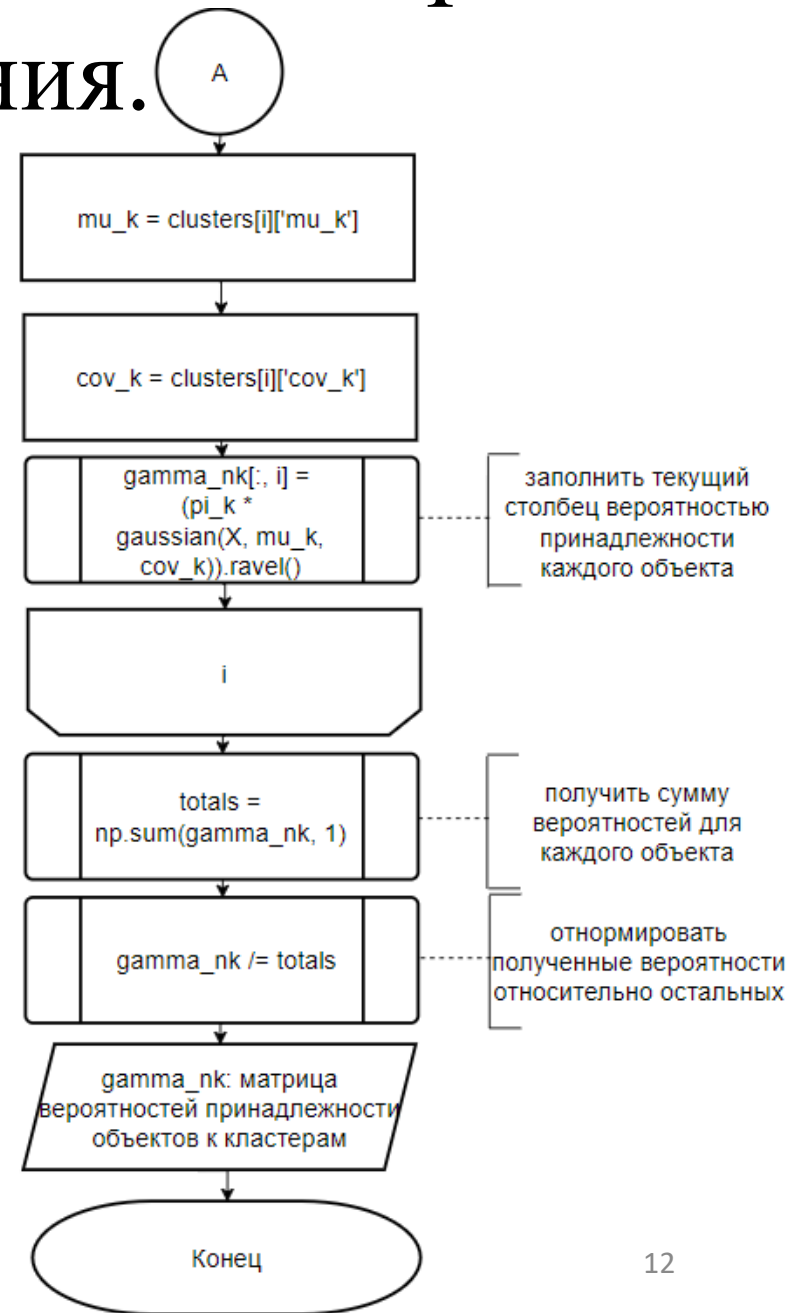 ния.
A
mu_k = clusters[i]['mu_k']
cov_k = clusters[i]['cov_k']
gamma_nk[:, i] =
(pi_k *
gaussian(X, mu_k,
cov_k)).ravel()
заполнить текущий
столбец вероятностью
принадлежности
каждого объекта
i
totals =
np.sum(gamma_nk, 1)
получить сумму
вероятностей для
каждого объекта
gamma_nk /= totals
отнормировать
полученные вероятности
относительно остальных
gamma_nk: матрица
вероятностей принадлежности
объектов к кластерам
Конец
12